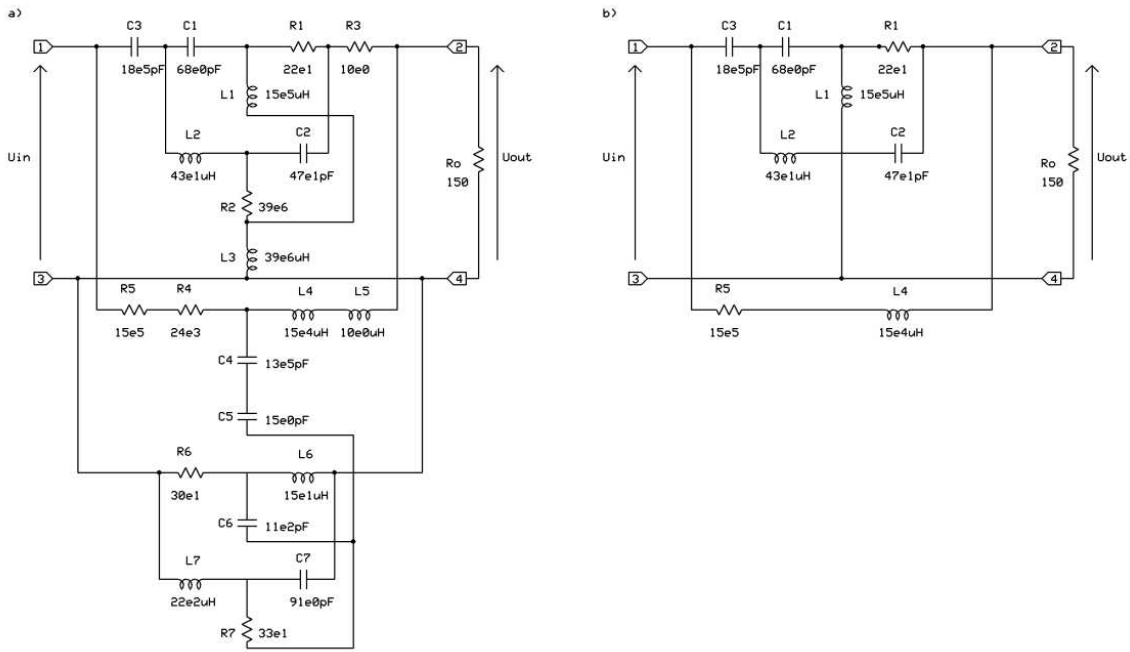 a)
C3 C1 R1 R3
1 2
18e5pF 68e0pF 22e1 10e0
L1 15e5uH
L2 C2
Uin Ro Uout
43e1uH 47e1pF 150
R2 39e6
L3 39e6uH
3 4
R5 R4 L4 L5
15e5 24e3 15e4uH 10e0uH
C4 13e5pF
C5 15e0pF
R6 L6
30e1 15e1uH
C6 11e2pF
L7 C7
22e2uH 91e0pF
R7 33e1
b)
C3 C1 R1
1 2
18e5pF 68e0pF 22e1
L1 15e5uH
L2 C2
Uin Ro Uout
43e1uH 47e1pF 150
3 4
R5 L4
15e5 15e4uH